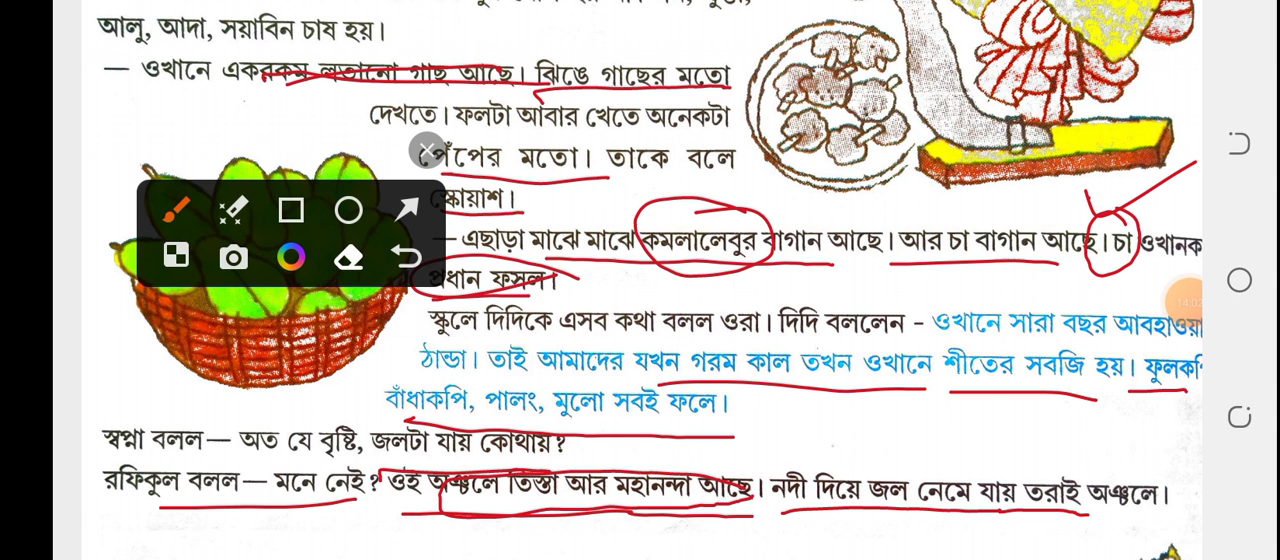 আলু, আদা, সয়াবিন চাষ হয়।
— ওখানে একরকম লতানো গাছ আছে। ঝিঙে গাছের মতো
দেখতে। ফলটা আবার খেতে অনেকটা
পেঁপের মতো। তাকে বলে
স্কোয়াশ।
— এছাড়া মাঝে মাঝে কমলালেবুর বাগান আছে। আর চা বাগান আছে। চা ওখানক
প্রধান ফসল।
স্কুলে দিদিকে এসব কথা বলল ওরা। দিদি বললেন - ওখানে সারা বছর আবহাওয়া
ঠান্ডা। তাই আমাদের যখন গরম কাল তখন ওখানে শীতের সবজি হয়। ফুলকপি
বাঁধাকপি, পালং, মুলো সবই ফলে।
স্বপ্না বলল— অত যে বৃষ্টি, জলটা যায় কোথায়?
রফিকুল বলল— মনে নেই? ওই অঞ্চলে তিস্তা আর মহানন্দা আছে। নদী দিয়ে জল নেমে যায় তরাই অঞ্চলে।
14:02